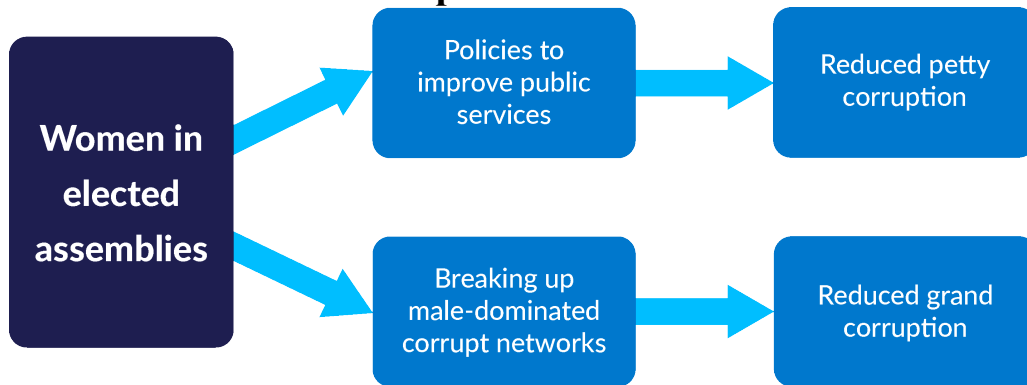 Women in
elected
assemblies
Policies to
improve public
services
Reduced petty
corruption
Breaking up
male-dominated
corrupt networks
Reduced grand
corruption